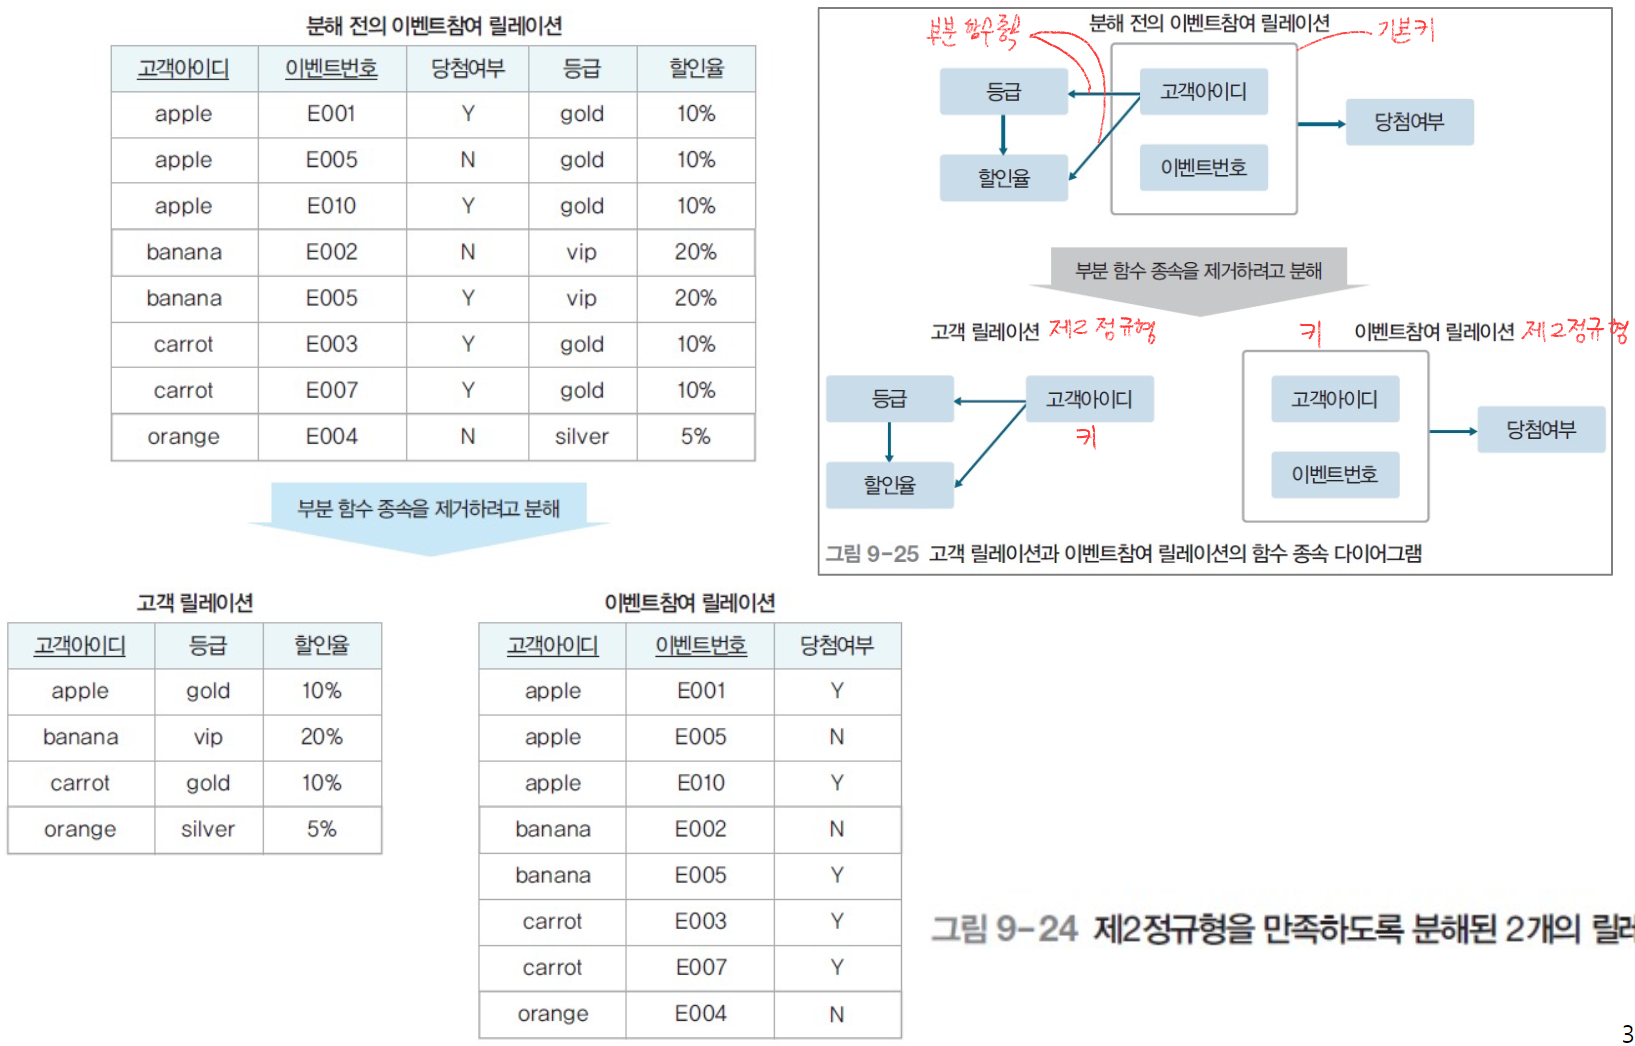 분해 전의 이벤트참여 릴레이션
고객아이디 이벤트번호 당첨여부 등급 할인율
apple E001 Y gold 10%
apple E005 N gold 10%
apple E010 Y gold 10%
banana E002 N vip 20%
banana E005 Y vip 20%
carrot E003 Y gold 10%
carrot E007 Y gold 10%
orange E004 N silver 5%
부분 함수 종속을 제거하려고 분해
고객 릴레이션
고객아이디 등급 할인율
apple gold 10%
banana vip 20%
carrot gold 10%
orange silver 5%
이벤트참여 릴레이션
고객아이디 이벤트번호 당첨여부
apple E001 Y
apple E005 N
apple E010 Y
banana E002 N
banana E005 Y
carrot E003 Y
carrot E007 Y
orange E004 N
분해 전의 이벤트참여 릴레이션
부분 함수종속
기본키
등급
고객아이디
당첨여부
할인율
이벤트번호
부분 함수 종속을 제거하려고 분해
고객 릴레이션 제2 정규형
키
이벤트참여 릴레이션 제2정규형
등급
고객아이디
키
할인율
고객아이디
당첨여부
이벤트번호
그림 9-25 고객 릴레이션과 이벤트참여 릴레이션의 함수 종속 다이어그램
그림 9-24 제2정규형을 만족하도록 분해된 2개의
3